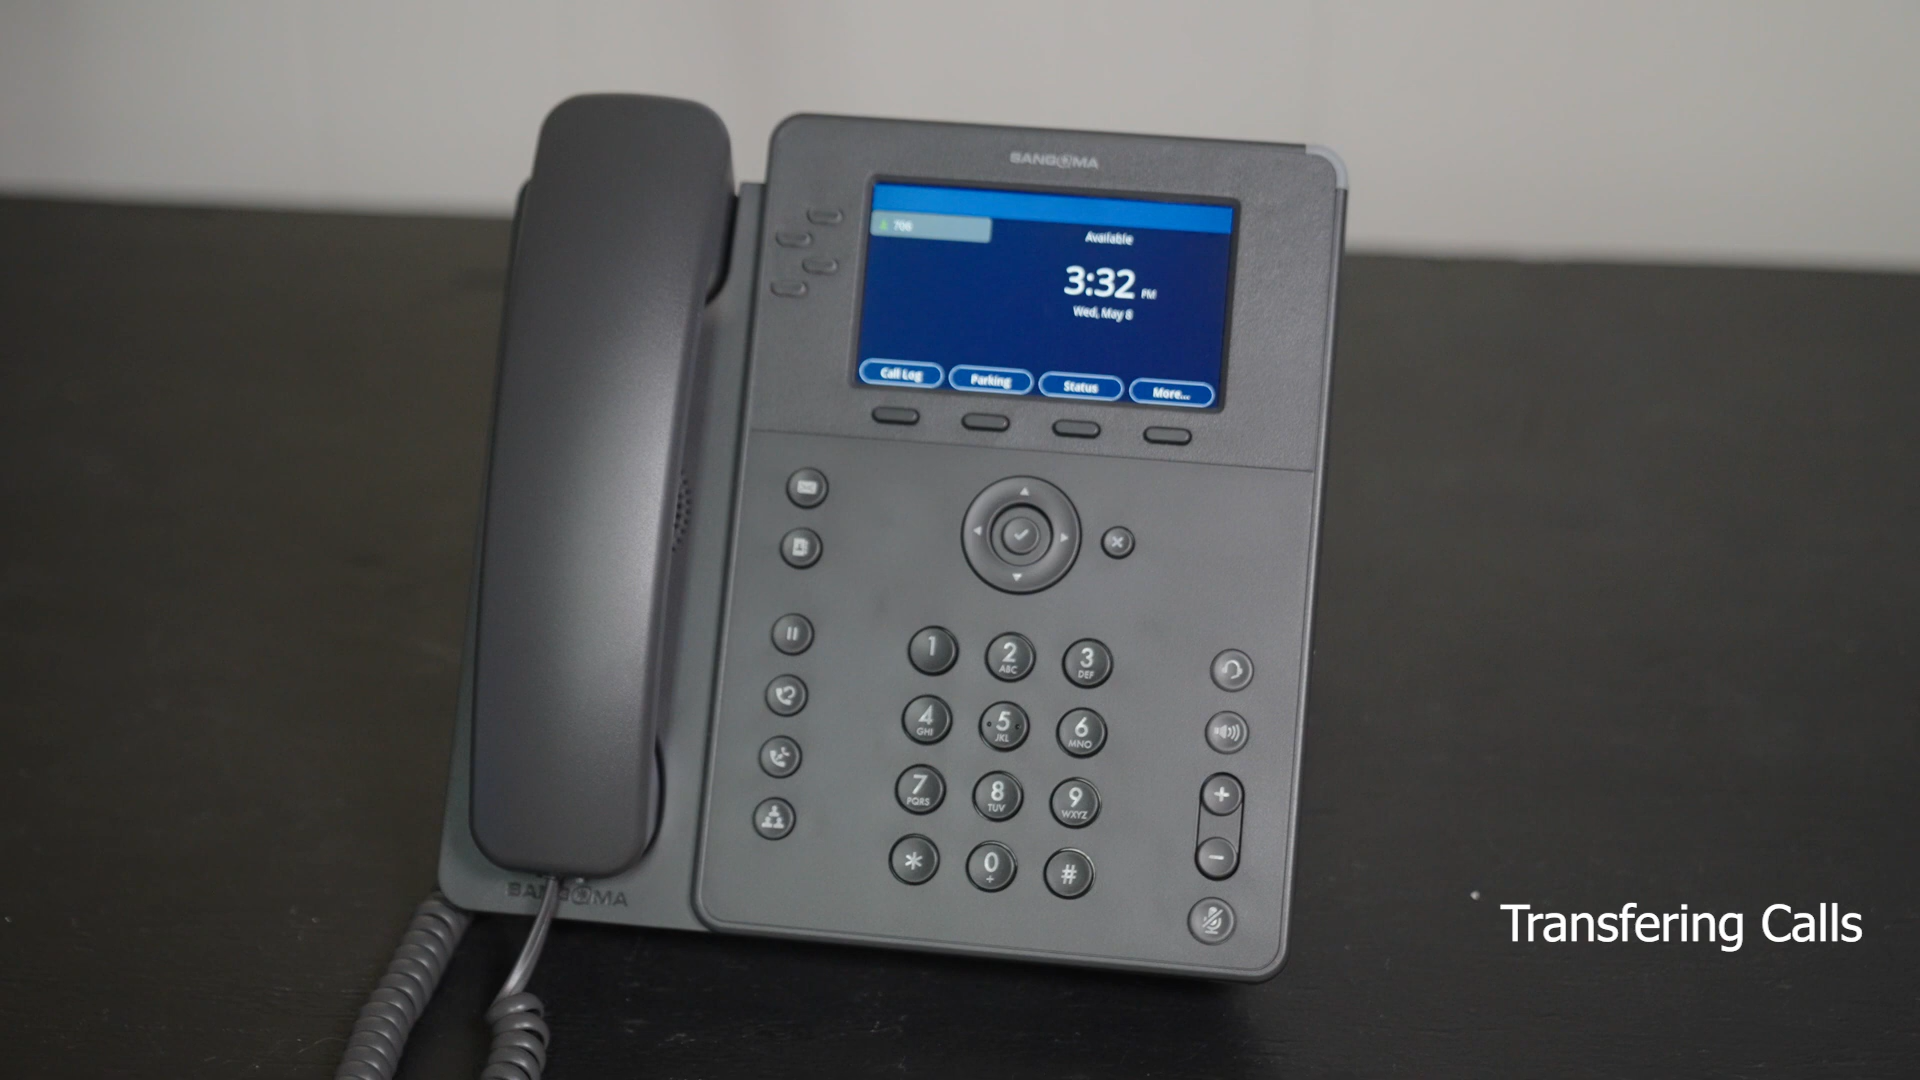 SANGOMA
706
Available
3:32 PM
Wed, May 8
Call Log Parking Status More...
1
2 ABC
3 DEF
4 GHI
5 JKL
6 MNO
7 PQRS
8 TUV
9 WXYZ
*
0 +
#
+
-
SANGOMA
Transfering Calls